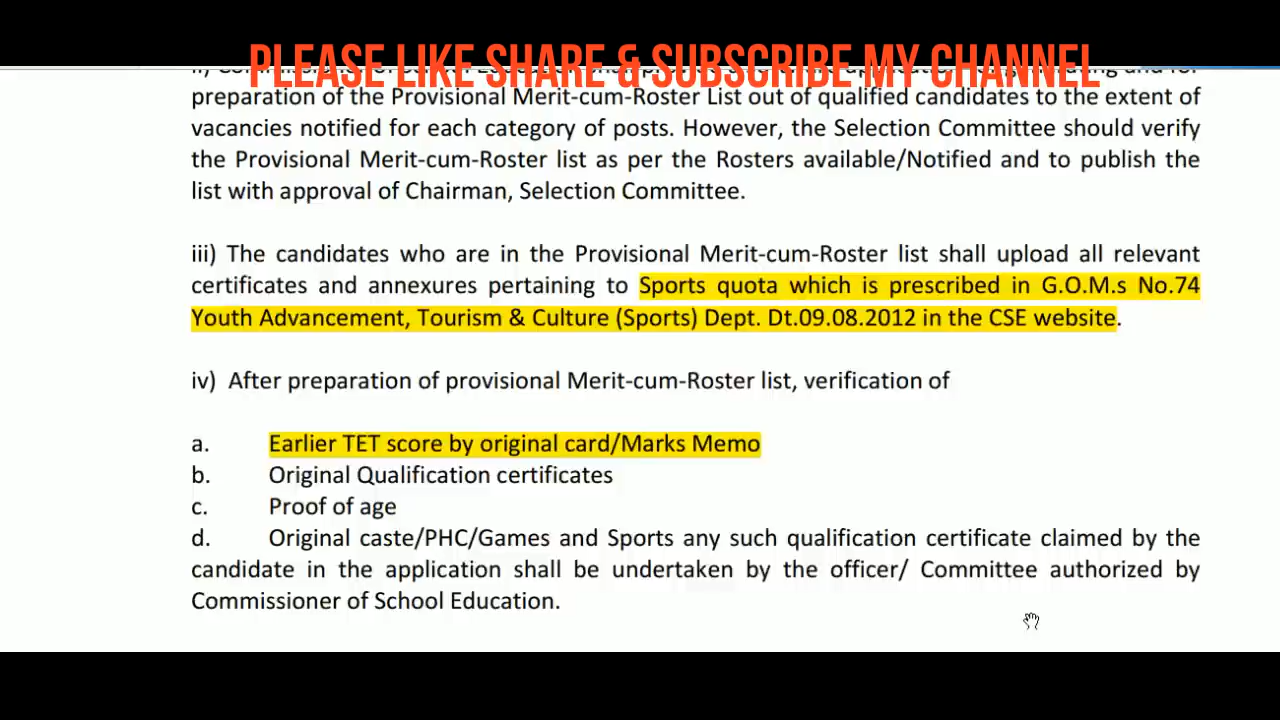 PLEASE LIKE SHARE & SUBSCRIBE MY CHANNEL
preparation of the Provisional Merit-cum-Roster List out of qualified candidates to the extent of
vacancies notified for each category of posts. However, the Selection Committee should verify
the Provisional Merit-cum-Roster list as per the Rosters available/Notified and to publish the
list with approval of Chairman, Selection Committee.
iii) The candidates who are in the Provisional Merit-cum-Roster list shall upload all relevant
certificates and annexures pertaining to Sports quota which is prescribed in G.O.M.s No.74
Youth Advancement, Tourism & Culture (Sports) Dept. Dt.09.08.2012 in the CSE website.
iv) After preparation of provisional Merit-cum-Roster list, verification of
a. Earlier TET score by original card/Marks Memo
b. Original Qualification certificates
c. Proof of age
d. Original caste/PHC/Games and Sports any such qualification certificate claimed by the
candidate in the application shall be undertaken by the officer/ Committee authorized by
Commissioner of School Education.